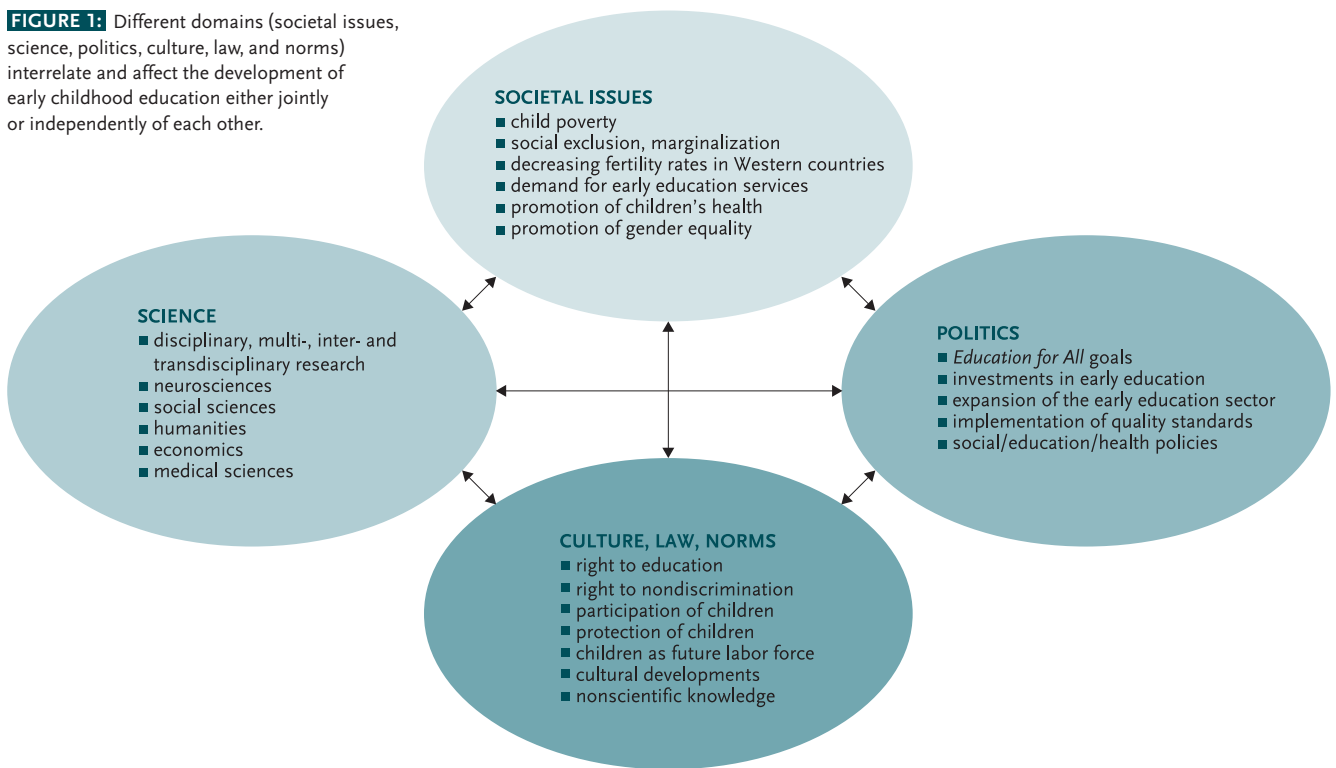 FIGURE 1: Different domains (societal issues,
science, politics, culture, law, and norms)
interrelate and affect the development of
early childhood education either jointly
or independently of each other.
SOCIETAL ISSUES
■ child poverty
■ social exclusion, marginalization
■ decreasing fertility rates in Western countries
■ demand for early education services
■ promotion of children’s health
■ promotion of gender equality
SCIENCE
■ disciplinary, multi-, inter- and
transdisciplinary research
■ neurosciences
■ social sciences
■ humanities
■ economics
■ medical sciences
POLITICS
■ Education for All goals
■ investments in early education
■ expansion of the early education sector
■ implementation of quality standards
■ social/education/health policies
CULTURE, LAW, NORMS
■ right to education
■ right to nondiscrimination
■ participation of children
■ protection of children
■ children as future labor force
■ cultural developments
■ nonscientific knowledge